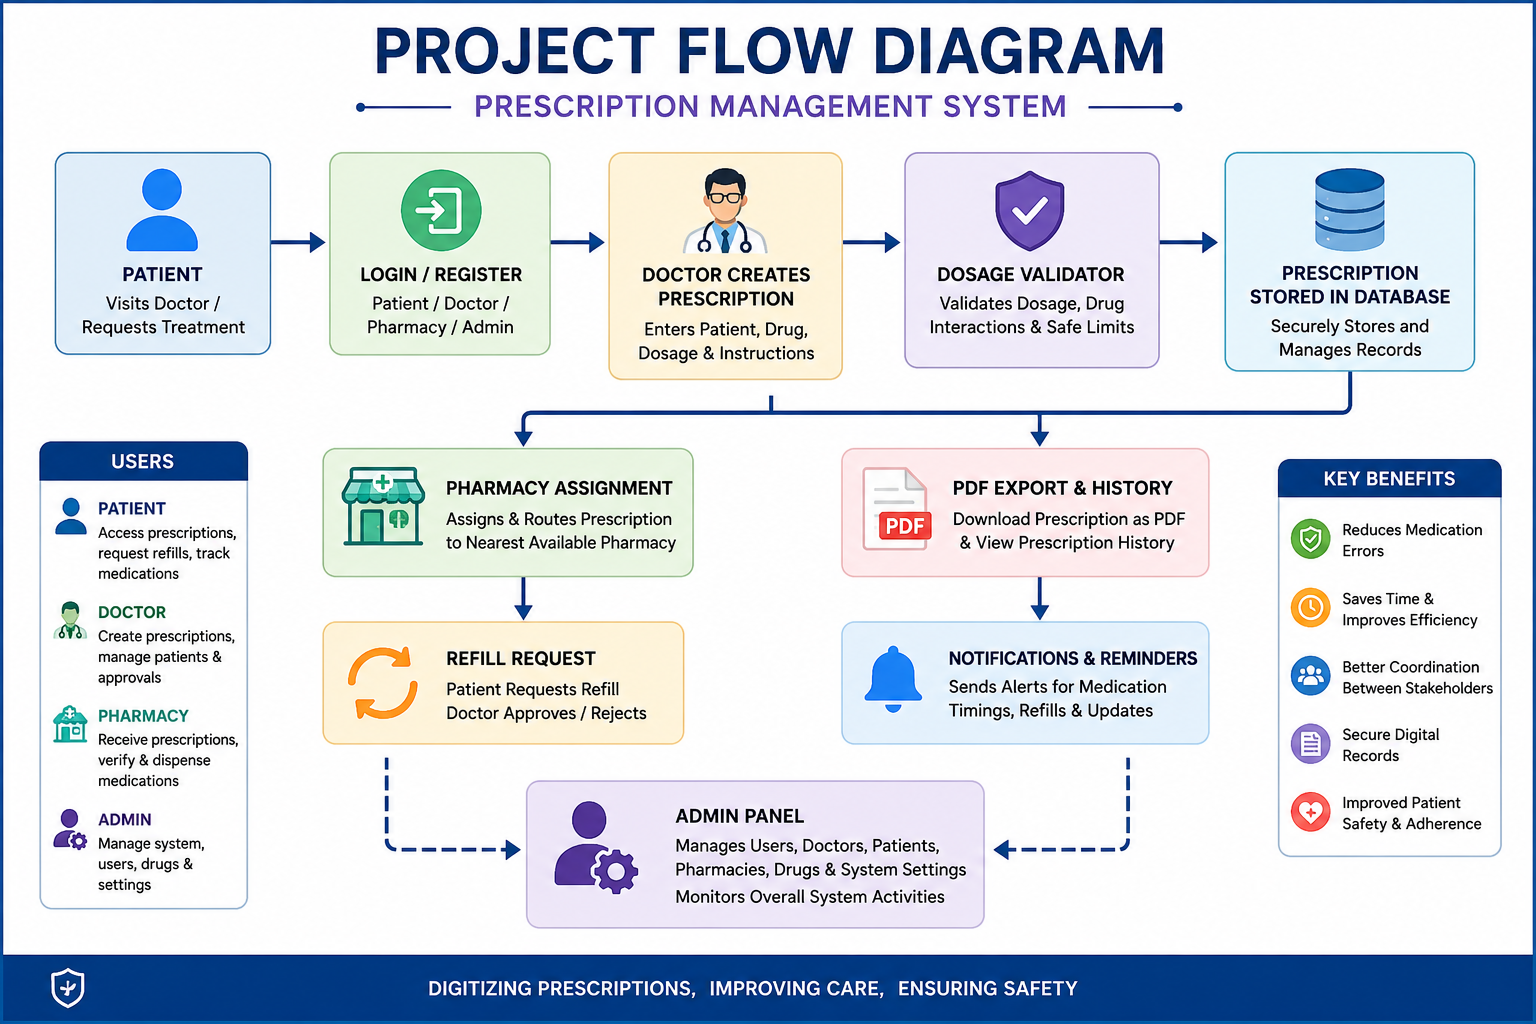 PROJECT FLOW DIAGRAM
PRESCRIPTION MANAGEMENT SYSTEM
PATIENT
Visits Doctor /
Requests Treatment
LOGIN / REGISTER
Patient / Doctor /
Pharmacy / Admin
DOCTOR CREATES
PRESCRIPTION
Enters Patient, Drug,
Dosage & Instructions
DOSAGE VALIDATOR
Validates Dosage, Drug
Interactions & Safe Limits
PRESCRIPTION
STORED IN DATABASE
Securely Stores and
Manages Records
USERS
PATIENT
Access prescriptions,
request refills, track
medications
DOCTOR
Create prescriptions,
manage patients &
approvals
PHARMACY
Receive prescriptions,
verify & dispense
medications
ADMIN
Manage system,
users, drugs &
settings
PHARMACY ASSIGNMENT
Assigns & Routes Prescription
to Nearest Available Pharmacy
PDF
PDF EXPORT & HISTORY
Download Prescription as PDF
& View Prescription History
REFILL REQUEST
Patient Requests Refill
Doctor Approves / Rejects
NOTIFICATIONS & REMINDERS
Sends Alerts for Medication
Timings, Refills & Updates
ADMIN PANEL
Manages Users, Doctors, Patients,
Pharmacies, Drugs & System Settings
Monitors Overall System Activities
KEY BENEFITS
Reduces Medication
Errors
Saves Time &
Improves Efficiency
Better Coordination
Between Stakeholders
Secure Digital
Records
Improved Patient
Safety & Adherence
DIGITIZING PRESCRIPTIONS, IMPROVING CARE, ENSURING SAFETY